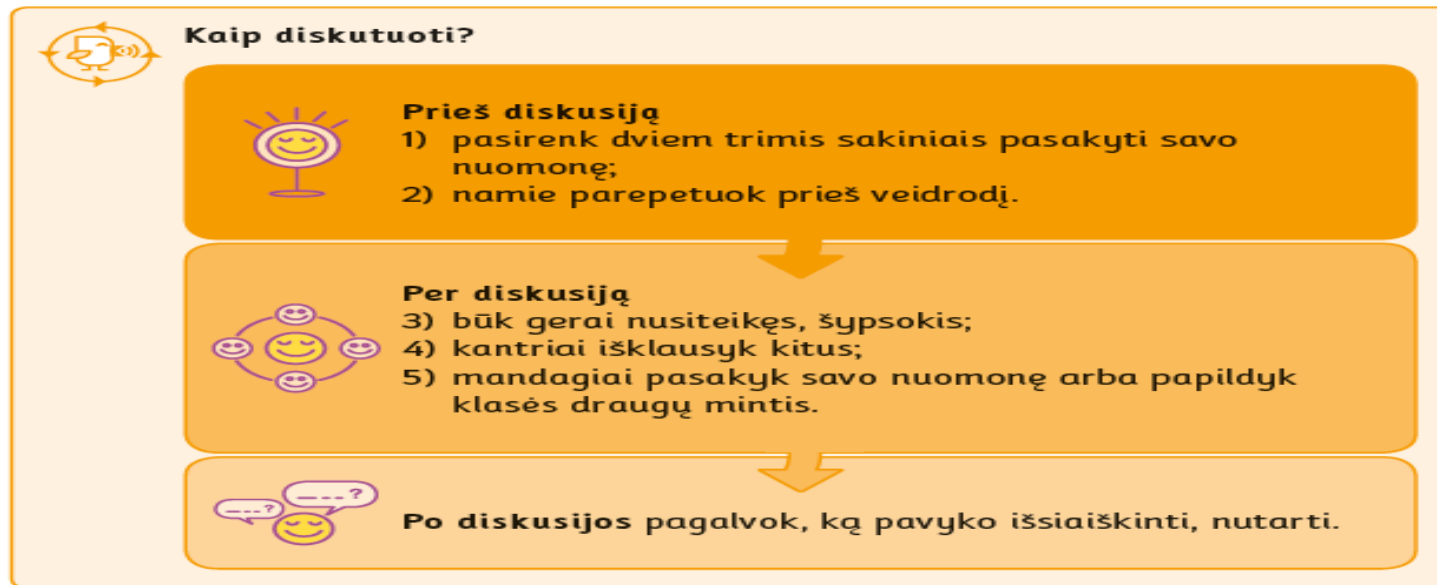 Kaip diskutuoti?
Prieš diskusiją
1) pasirenk dviem trimis sakiniais pasakyti savo
nuomonę;
2) namie parepetuok prieš veidrodį.
Per diskusiją
3) būk gerai nusiteikęs, šypsokis;
4) kantriai išklausyk kitus;
5) mandagiai pasakyk savo nuomonę arba papildyk
klasės draugų mintis.
---?
---?
Po diskusijos pagalvok, ką pavyko išsiaiškinti, nutarti.